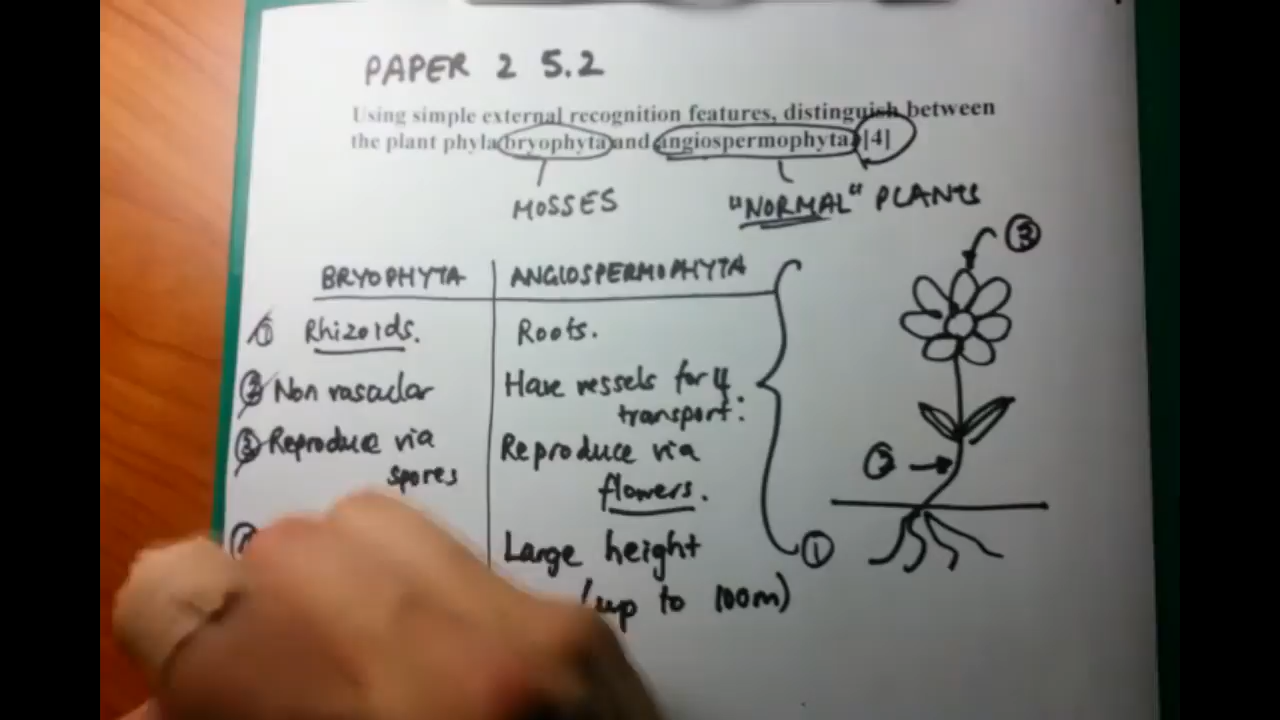 PAPER 2 5.2
Using simple external recognition features, distinguish between
the plant phyla bryophyta and angiospermophyta. [4]
MOSSES
"NORMAL" PLANTS
③
BRYOPHYTA ANGIOSPERMOPHYTA
① Rhizoids. Roots.
② Non vasaclar Have vessels for
transport.
③ Reproduce via Reproduce via
spores flowers.
②
④ Large height
(up to 100m)
①